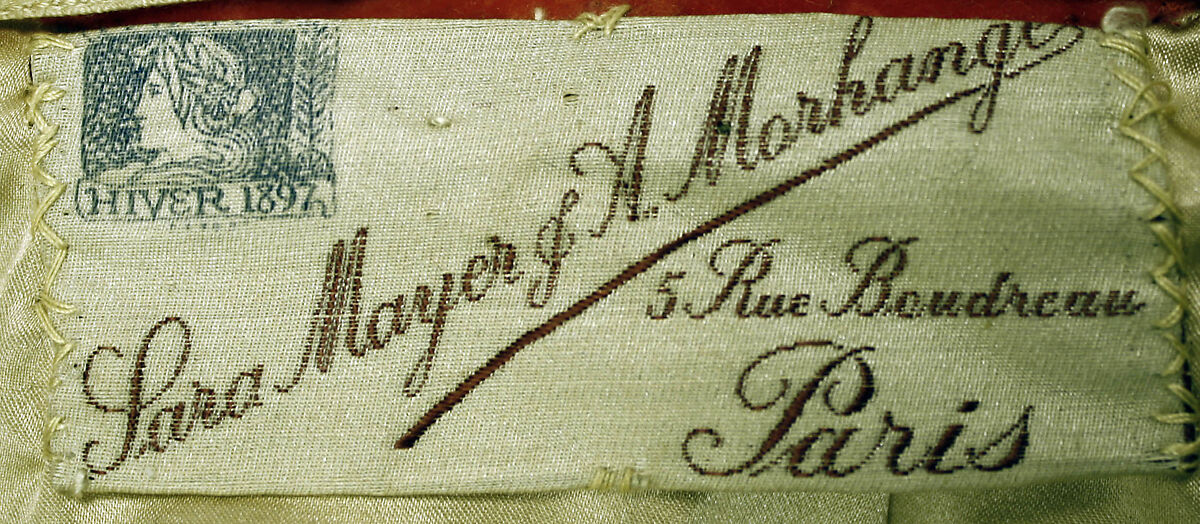 HIVER 1897
Sara Mayer & A. Morhange
5 Rue Boudreau
Paris